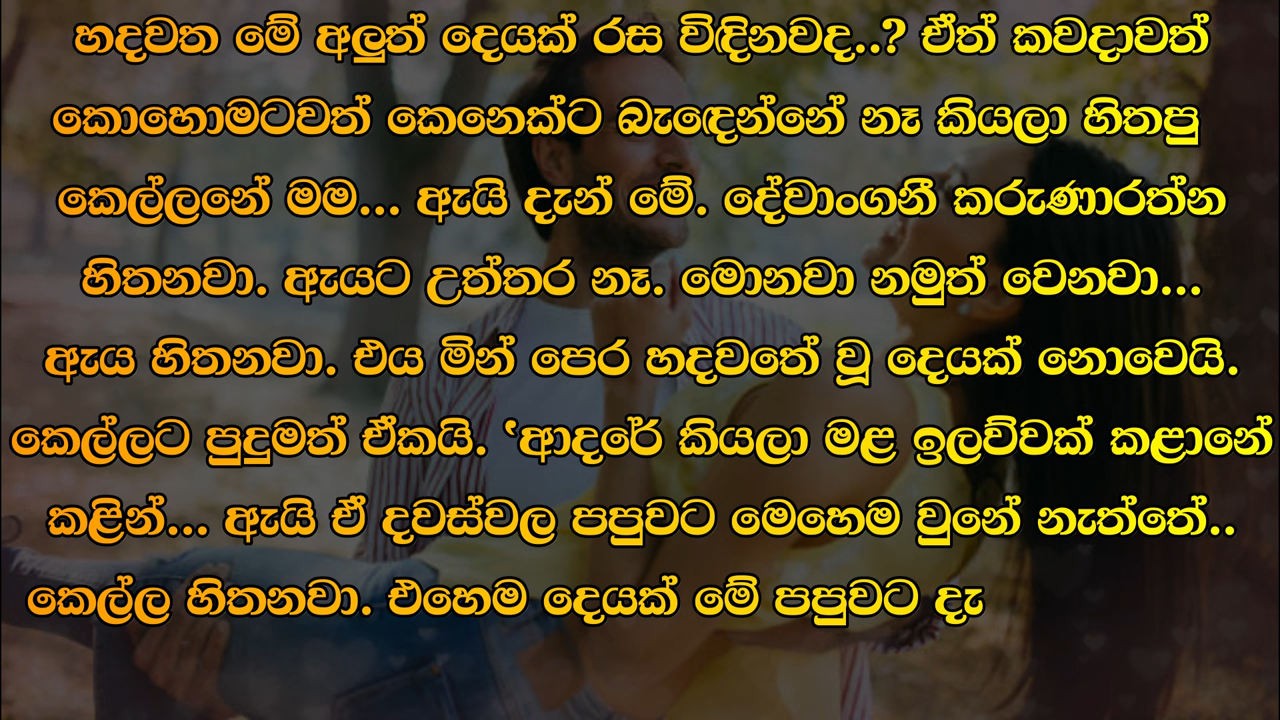 හදවත මේ අලුත් දෙයක් රස විඳිනවද..? ඒත් කවදාවත්
කොහොමටවත් කෙනෙක්ට බැඳෙන්නේ නෑ කියලා හිතපු
කෙල්ලනේ මම... ඇයි දැන් මේ. දේවාංගනී කරුණාරත්න
හිතනවා. ඇයට උත්තර නෑ. මොනවා නමුත් වෙනවා...
ඇය හිතනවා. එය මින් පෙර හදවතේ වූ දෙයක් නොවෙයි.
කෙල්ලට පුදුමත් ඒකයි. ‛ආදරේ කියලා මළ ඉලව්වක් කළානේ
කළින්... ඇයි ඒ දවස්වල පපුවට මෙහෙම වුනේ නැත්තේ..
කෙල්ල හිතනවා. එහෙම දෙයක් මේ පපුවට දැ